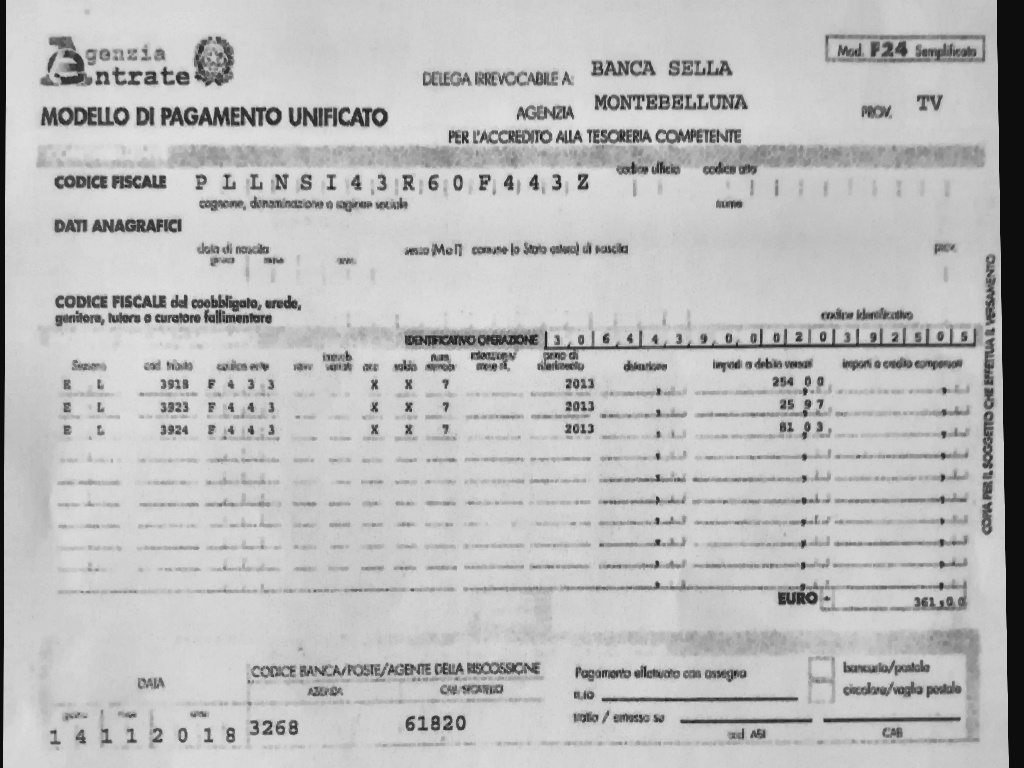 Agenzia
Entrate
Mod. F24 Semplificato
DELEGA IRREVOCABILE A: BANCA SELLA
MODELLO DI PAGAMENTO UNIFICATO
AGENZIA MONTEBELLUNA PROV. TV
PER L'ACCREDITO ALLA TESORERIA COMPETENTE
codice ufficio codice atto
CODICE FISCALE P L L N S I 4 3 R 6 0 F 4 4 3 Z
cognome, denominazione o ragione sociale nome
DATI ANAGRAFICI
data di nascita sesso (M o F) comune (o Stato estero) di nascita prov.
giorno mese anno
CODICE FISCALE del coobbligato, erede,
genitore, tutore o curatore fallimentare codice identificativo
IDENTIFICATIVO OPERAZIONE 3 0 6 4 4 3 9 0 0 0 2 0 3 9 2 5 0 5
Sezione cod. tributo codice ente ravv. immob. variati acc. saldo num. immobili rateazione/mese rif. anno di riferimento detrazione importi a debito versati importi a credito compensati
E L 3918 F 4 3 3 X X 7 2013 254,00
E L 3923 F 4 4 3 X X 7 2013 25,97
E L 3924 F 4 4 3 X X 7 2013 81,03
EURO + 361,00
COPIA PER IL SOGGETTO CHE EFFETTUA IL VERSAMENTO
DATA
CODICE BANCA/POSTE/AGENTE DELLA RISCOSSIONE
AZIENDA CAB/SPORTELLO
giorno mese anno
1 4 1 1 2 0 1 8 3268 61820
Pagamento effettuato con assegno bancario/postale
n.ro circolare/vaglia postale
tratto / emesso su
cod. ABI CAB